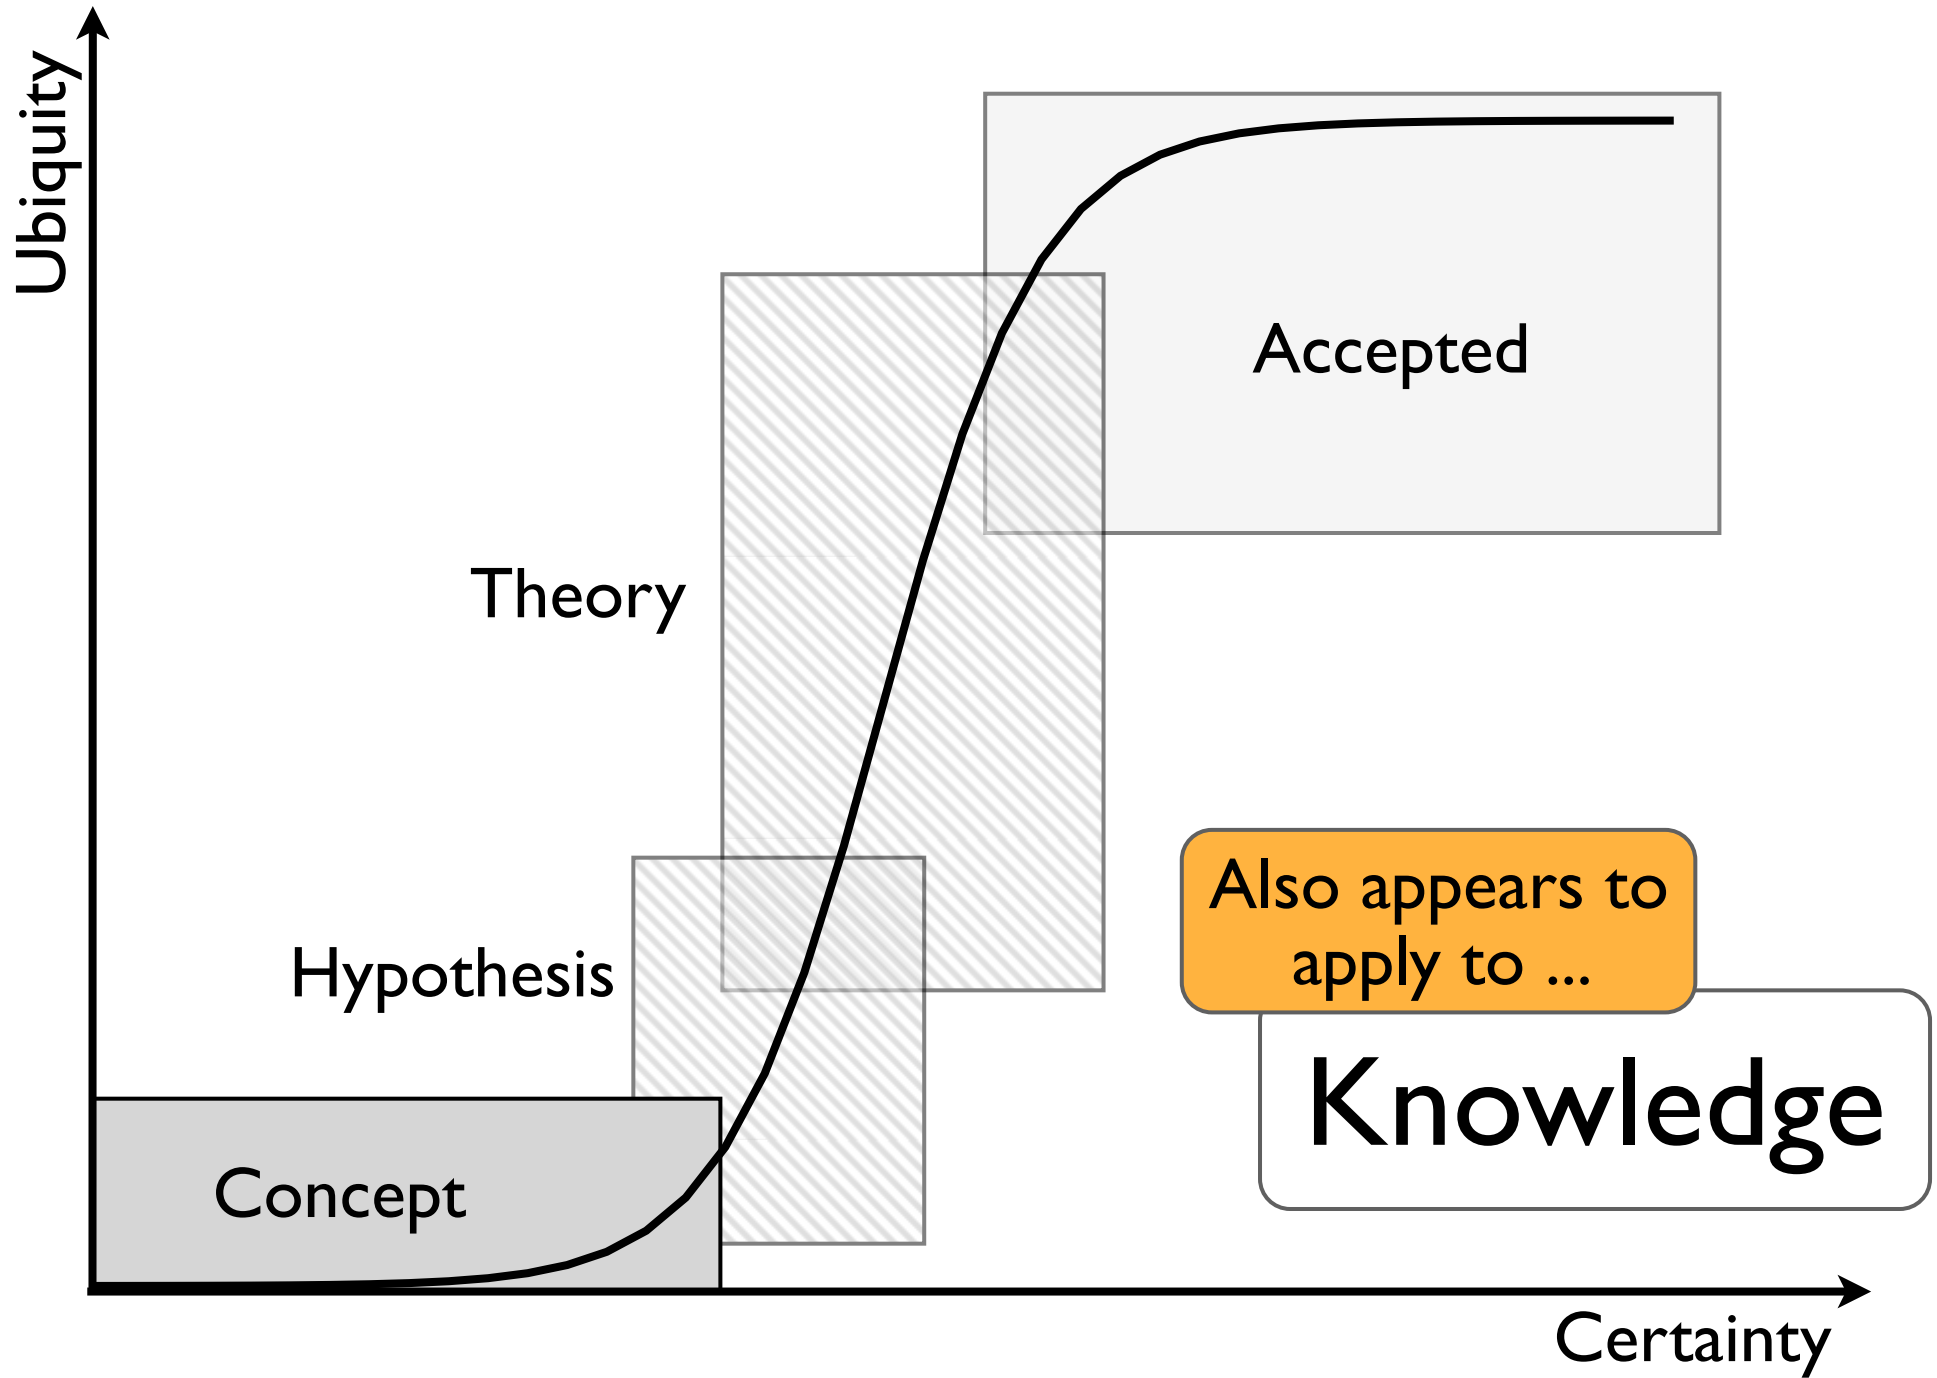 Ubiquity
Accepted
Theory
Also appears to
apply to ...
Hypothesis
Knowledge
Concept
Certainty